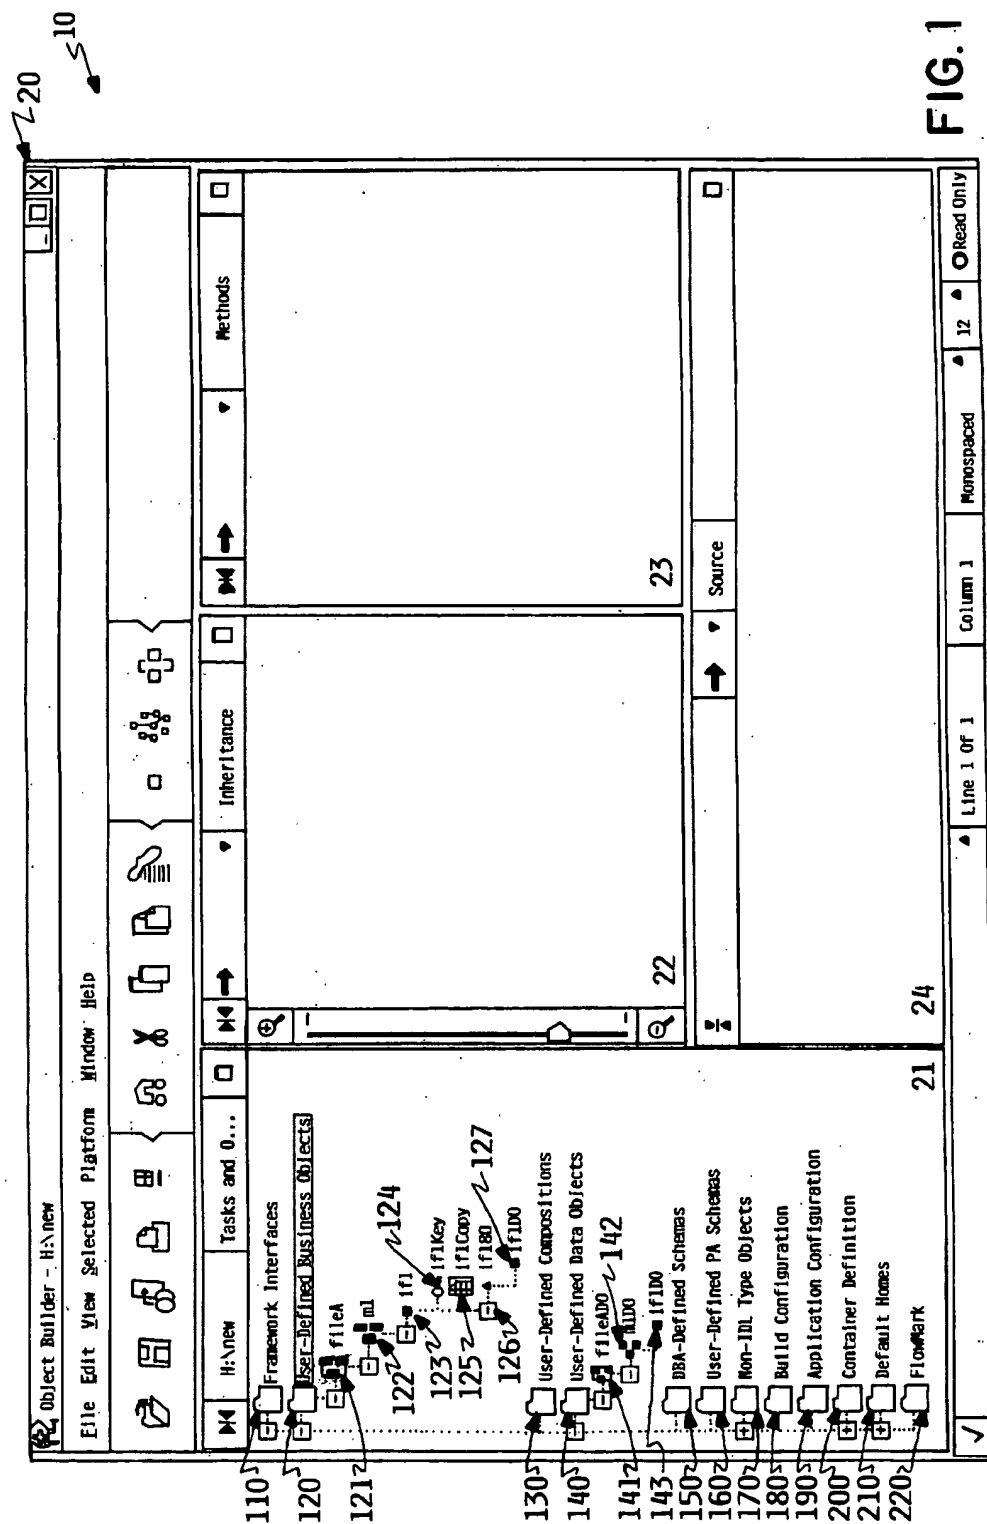 20
10
Object Builder - H:\new
File Edit View Selected Platform Window Help
H:\new
Tasks and O...
Inheritance
Methods
110
Framework Interfaces
120
User-Defined Business Objects
121
fileA
122
m1
123
if1
124
if1Key
125
if1Copy
126
if1BO
127
if1DO
130
User-Defined Compositions
140
User-Defined Data Objects
141
fileADO
142
m1DO
143
if1DO
150
DBA-Defined Schemas
160
User-Defined PA Schemas
170
Non-IDL Type Objects
180
Build Configuration
190
Application Configuration
200
Container Definition
210
Default Homes
220
FlowMark
21
22
23
Source
24
Line 1 Of 1
Column 1
Monospaced
12
Read Only
FIG. 1